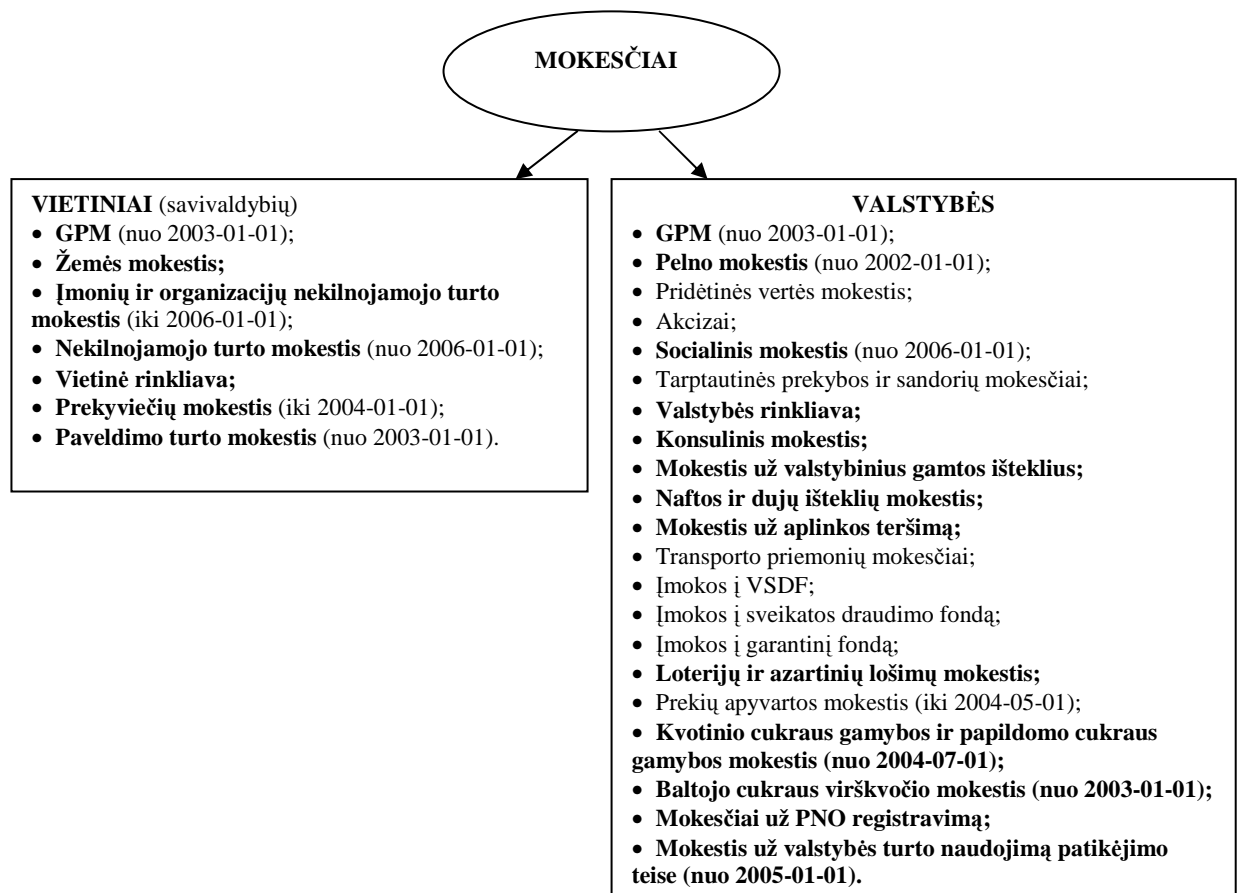 MOKESČIAI
VIETINIAI (savivaldybių)
• GPM (nuo 2003-01-01);
• Žemės mokestis;
• Įmonių ir organizacijų nekilnojamojo turto
mokestis (iki 2006-01-01);
• Nekilnojamojo turto mokestis (nuo 2006-01-01);
• Vietinė rinkliava;
• Prekyviečių mokestis (iki 2004-01-01);
• Paveldimo turto mokestis (nuo 2003-01-01).
VALSTYBĖS
• GPM (nuo 2003-01-01);
• Pelno mokestis (nuo 2002-01-01);
• Pridėtinės vertės mokestis;
• Akcizai;
• Socialinis mokestis (nuo 2006-01-01);
• Tarptautinės prekybos ir sandorių mokesčiai;
• Valstybės rinkliava;
• Konsulinis mokestis;
• Mokestis už valstybinius gamtos išteklius;
• Naftos ir dujų išteklių mokestis;
• Mokestis už aplinkos teršimą;
• Transporto priemonių mokesčiai;
• Įmokos į VSDF;
• Įmokos į sveikatos draudimo fondą;
• Įmokos į garantinį fondą;
• Loterijų ir azartinių lošimų mokestis;
• Prekių apyvartos mokestis (iki 2004-05-01);
• Kvotinio cukraus gamybos ir papildomo cukraus
gamybos mokestis (nuo 2004-07-01);
• Baltojo cukraus virškvočio mokestis (nuo 2003-01-01);
• Mokesčiai už PNO registravimą;
• Mokestis už valstybės turto naudojimą patikėjimo
teise (nuo 2005-01-01).